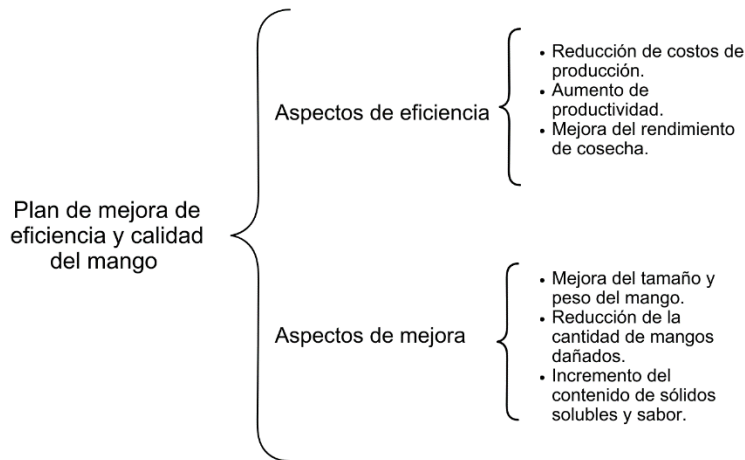 Plan de mejora de
eficiencia y calidad
del mango
Aspectos de eficiencia
• Reducción de costos de
producción.
• Aumento de
productividad.
• Mejora del rendimiento
de cosecha.
Aspectos de mejora
• Mejora del tamaño y
peso del mango.
• Reducción de la
cantidad de mangos
dañados.
• Incremento del
contenido de sólidos
solubles y sabor.